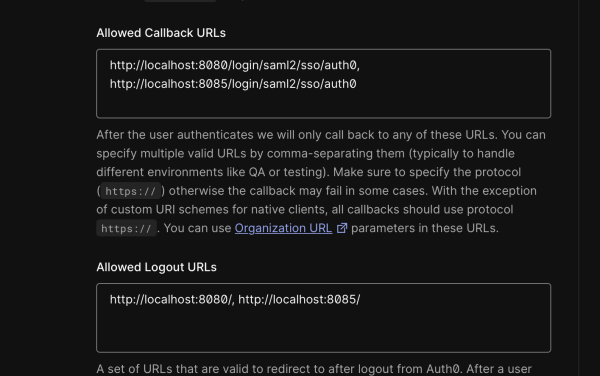 Allowed Callback URLs
http://localhost:8080/login/saml2/sso/auth0,
http://localhost:8085/login/saml2/sso/auth0
After the user authenticates we will only call back to any of these URLs. You can
specify multiple valid URLs by comma-separating them (typically to handle
different environments like QA or testing). Make sure to specify the protocol
( https:// ) otherwise the callback may fail in some cases. With the exception
of custom URI schemes for native clients, all callbacks should use protocol
https:// . You can use Organization URL parameters in these URLs.
Allowed Logout URLs
http://localhost:8080/, http://localhost:8085/
A set of URLs that are valid to redirect to after logout from Auth0. After a user